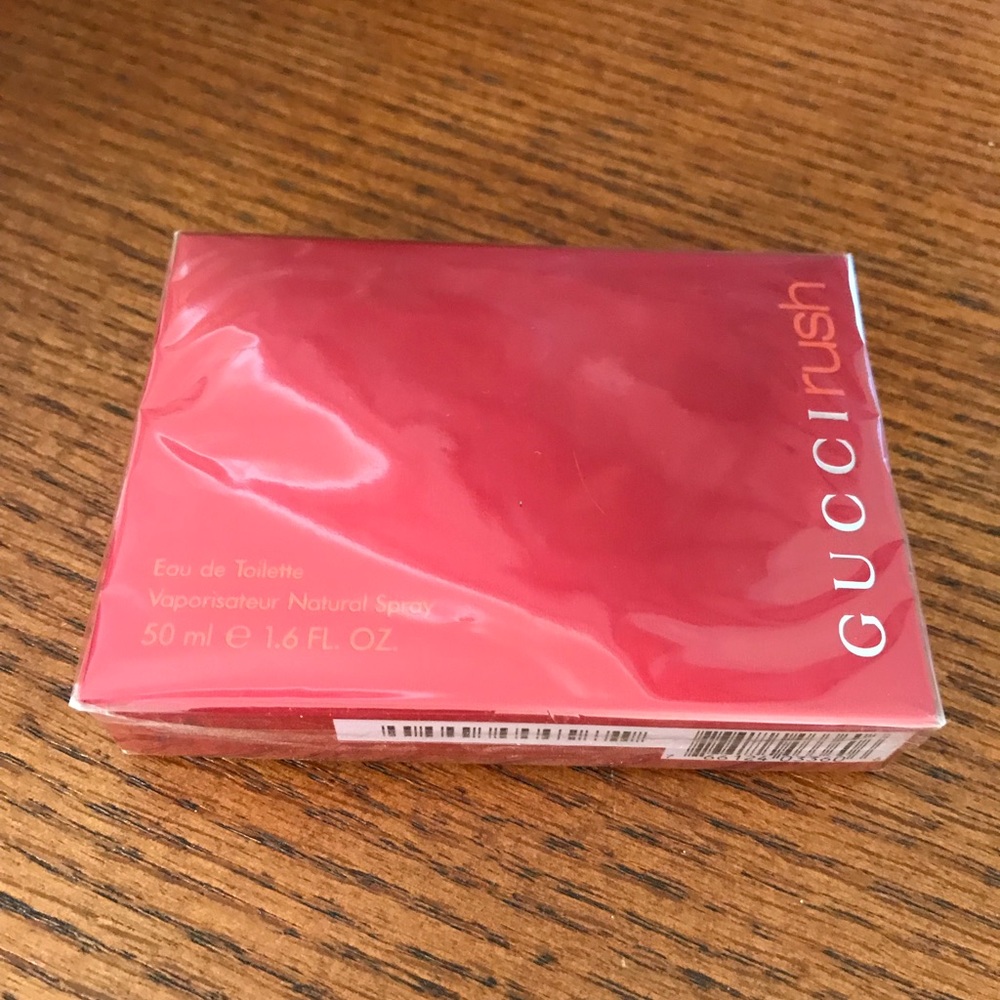 GUCCI rush
Eau de Toilette
Vaporisateur Natural Spray
50 ml ℮ 1.6 FL. OZ.